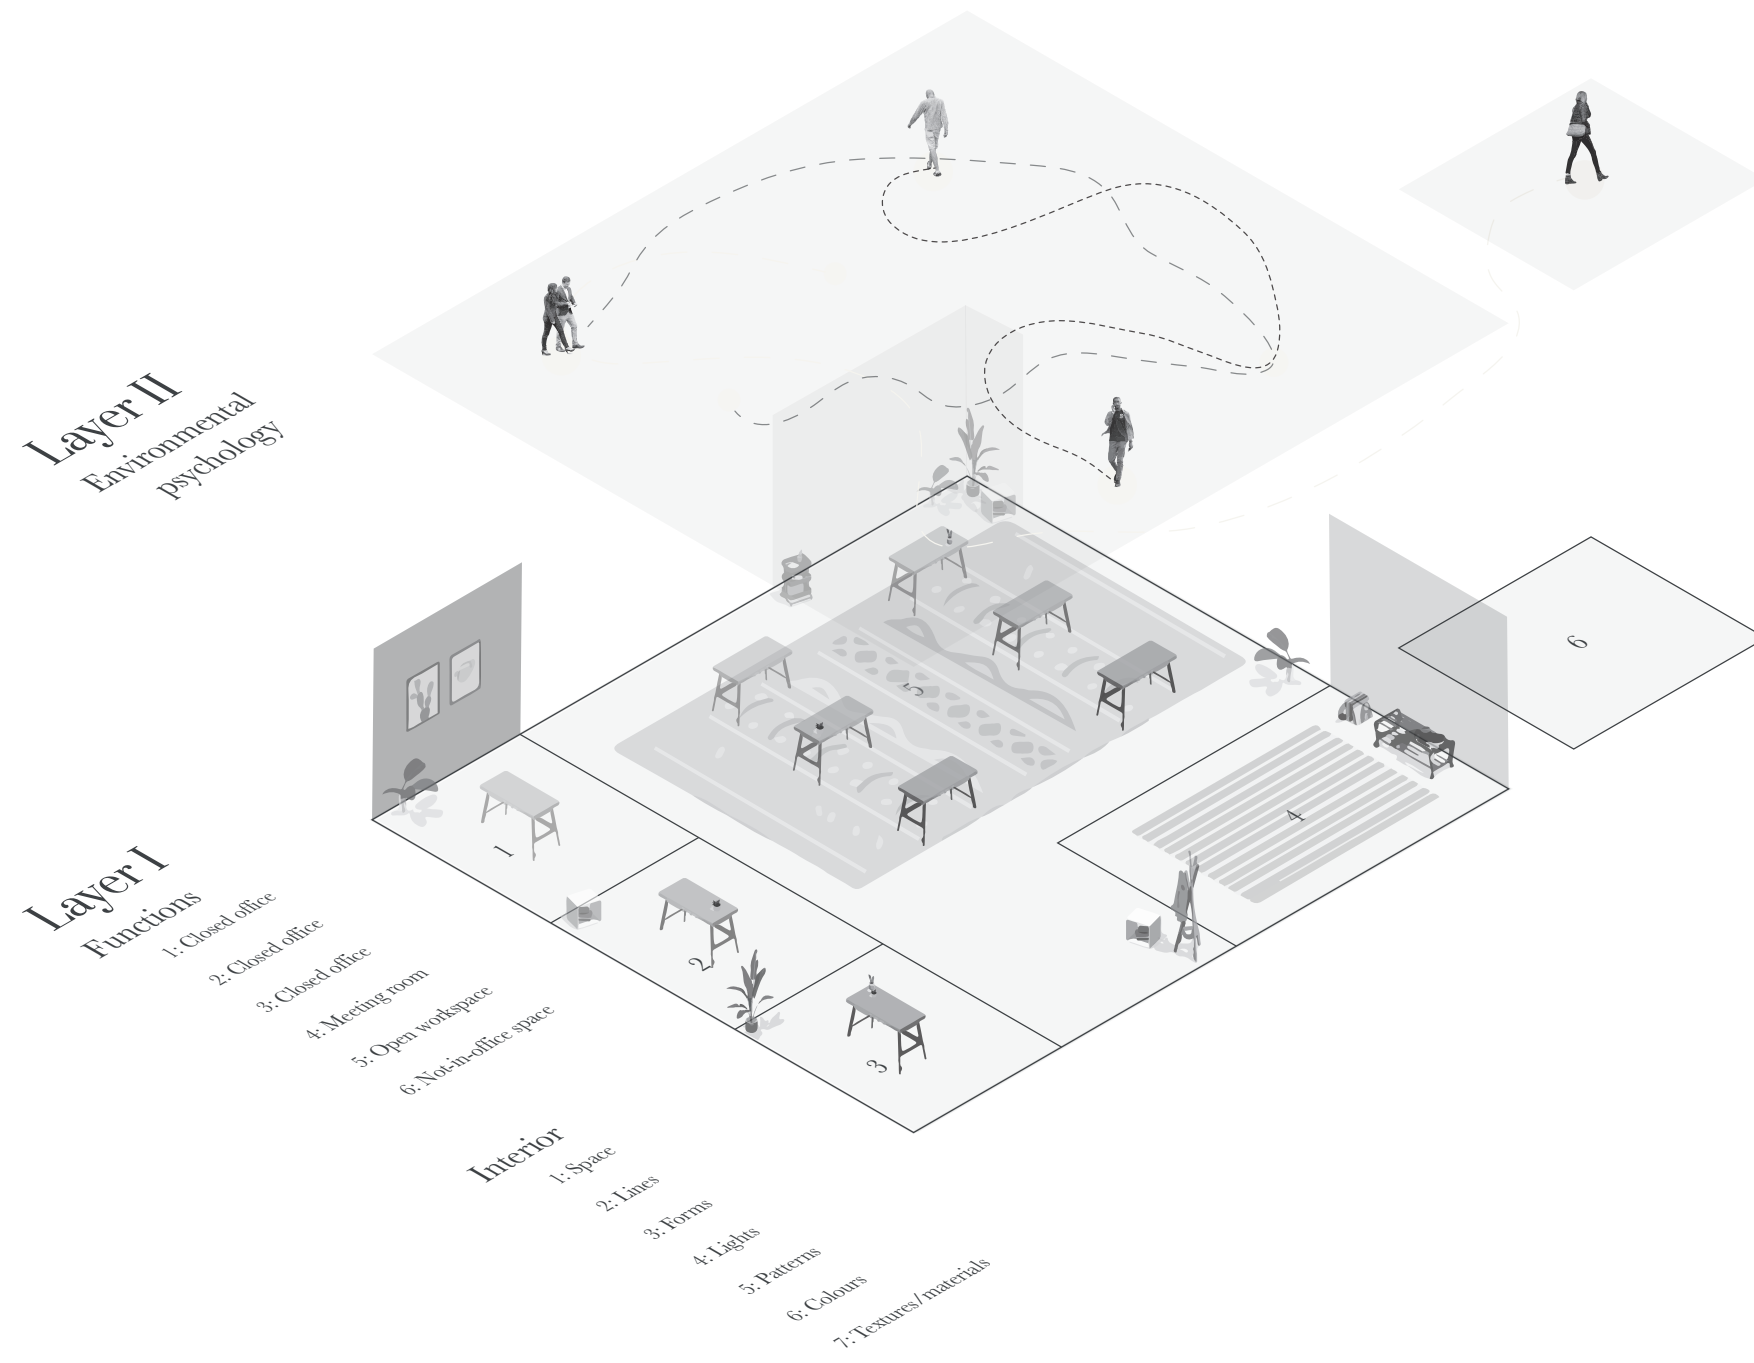 Layer II
Environmental
psychology
Layer I
Functions
1: Closed office
2: Closed office
3: Closed office
4: Meeting room
5: Open workspace
6: Not-in-office space
Interior
1: Space
2: Lines
3: Forms
4: Lights
5: Patterns
6: Colours
7: Textures/materials
1
2
3
4
5
6